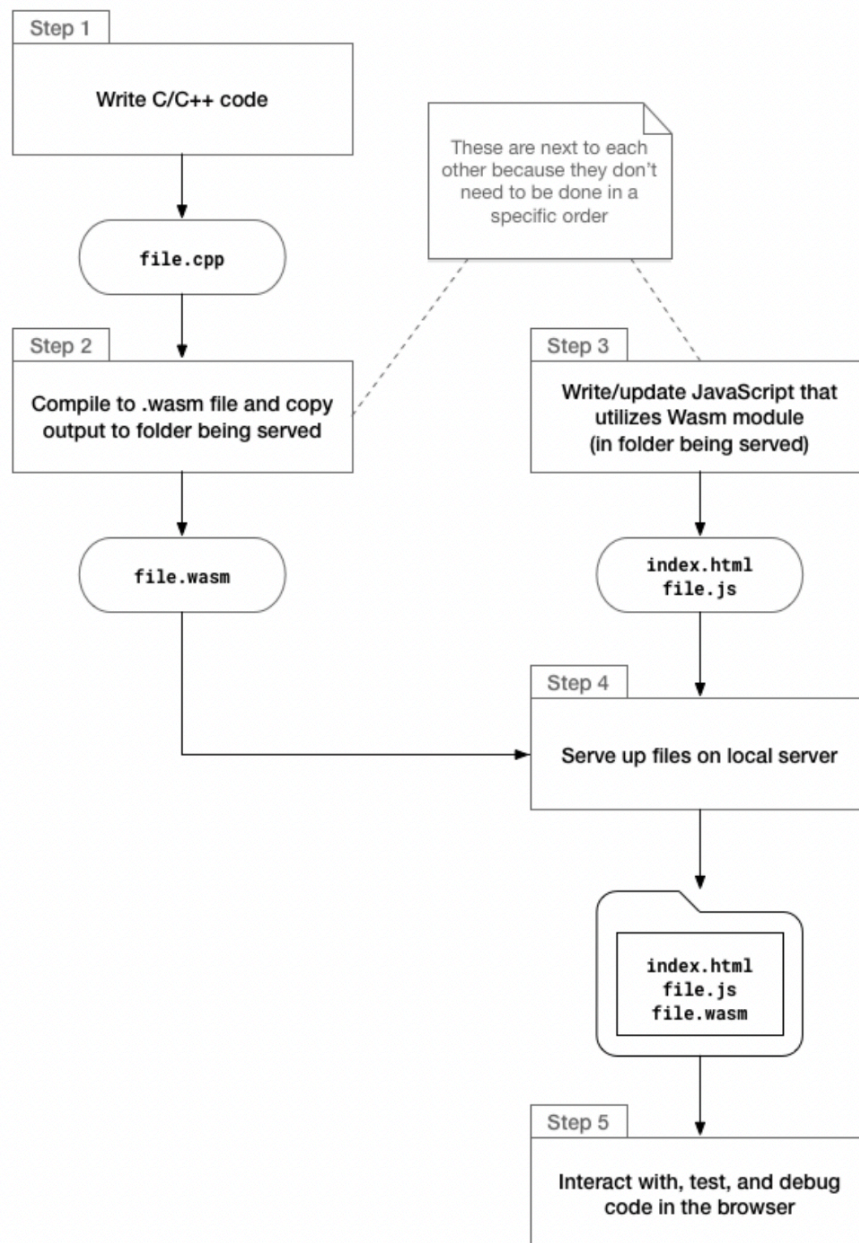 Step 1
Write C/C++ code
These are next to each
other because they don't
need to be done in a
specific order
file.cpp
Step 2
Compile to .wasm file and copy
output to folder being served
Step 3
Write/update JavaScript that
utilizes Wasm module
(in folder being served)
file.wasm
index.html
file.js
Step 4
Serve up files on local server
index.html
file.js
file.wasm
Step 5
Interact with, test, and debug
code in the browser